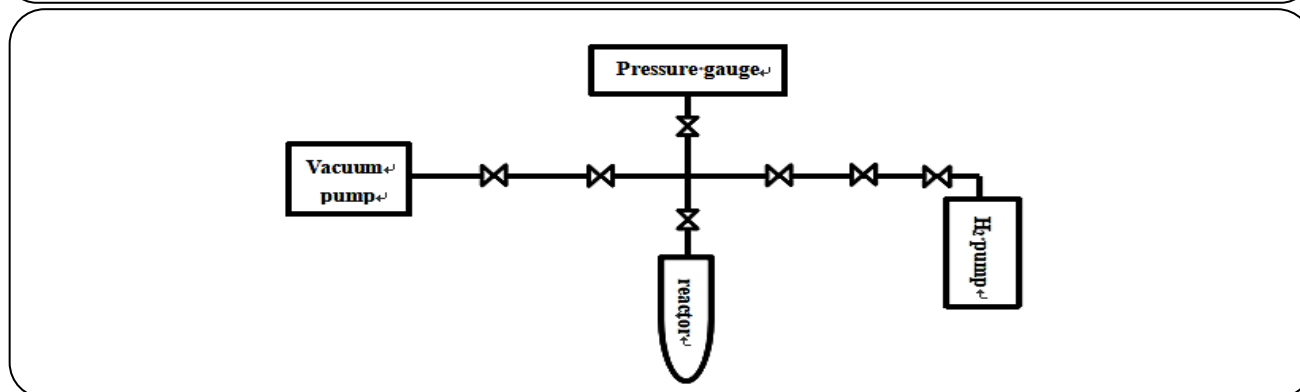 Pressure·gauge↵
Vacuum↵
pump↵
H₂·pump↵
reactor↵